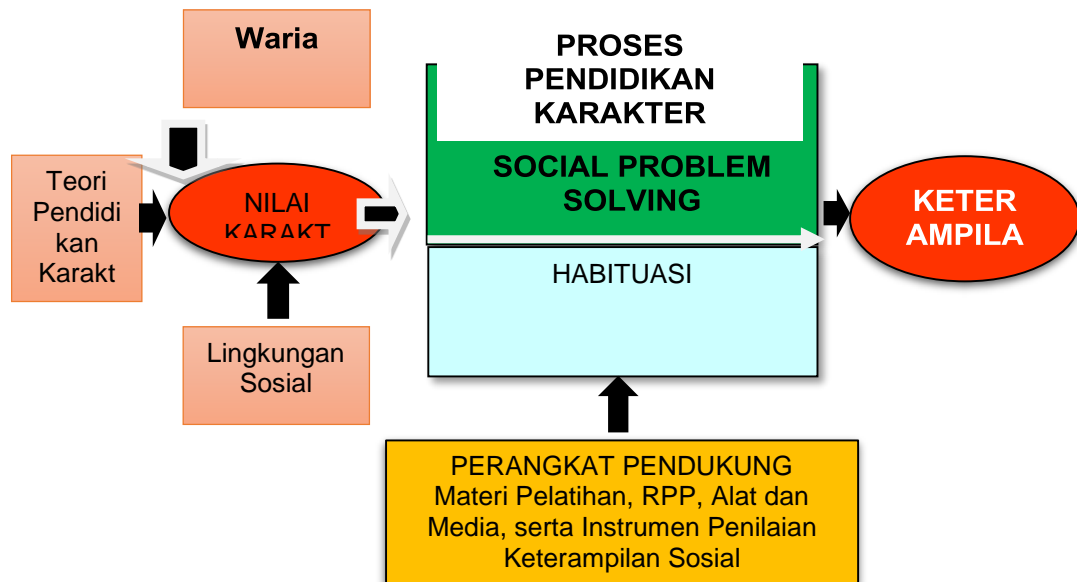 Waria
PROSES
PENDIDIKAN
KARAKTER
Teori
Pendidi
kan
Karakt
NILAI
KARAKT
SOCIAL PROBLEM
SOLVING
KETER
AMPILA
HABITUASI
Lingkungan
Sosial
PERANGKAT PENDUKUNG
Materi Pelatihan, RPP, Alat dan
Media, serta Instrumen Penilaian
Keterampilan Sosial